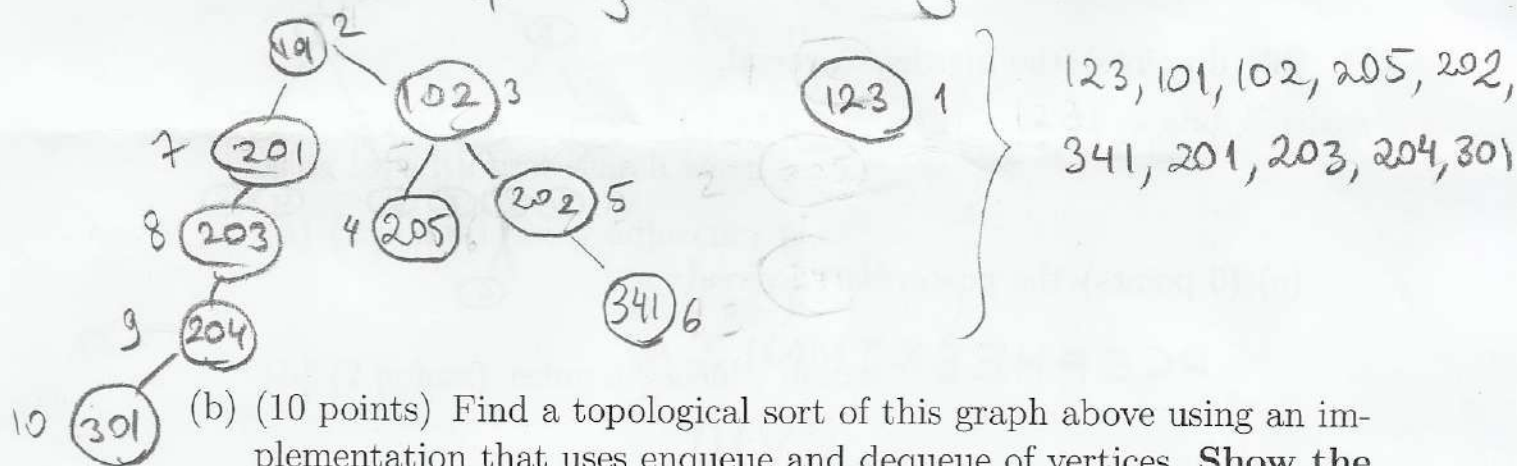 101 2
102 3
123 1
123, 101, 102, 205, 202,
341, 201, 203, 204, 301
7 201
202 5
8 203
4 205
341 6
9 204
10 301
(b) (10 points) Find a topological sort of this graph above using an im-
plementation that uses enqueue and dequeue of vertices. Show the